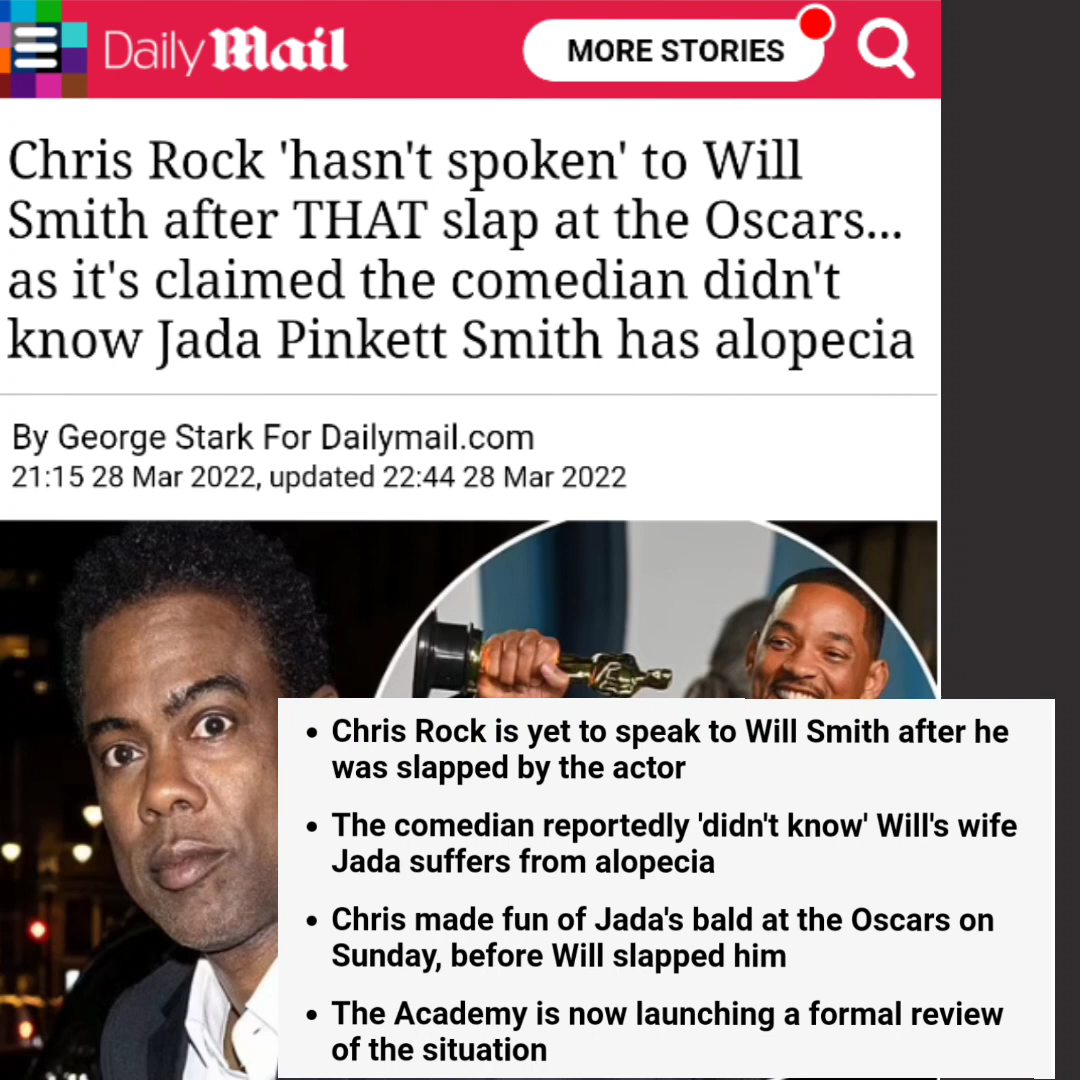 Daily Mail
MORE STORIES
Chris Rock 'hasn't spoken' to Will
Smith after THAT slap at the Oscars...
as it's claimed the comedian didn't
know Jada Pinkett Smith has alopecia
By George Stark For Dailymail.com
21:15 28 Mar 2022, updated 22:44 28 Mar 2022
• Chris Rock is yet to speak to Will Smith after he
was slapped by the actor
• The comedian reportedly 'didn't know' Will's wife
Jada suffers from alopecia
• Chris made fun of Jada's bald at the Oscars on
Sunday, before Will slapped him
• The Academy is now launching a formal review
of the situation